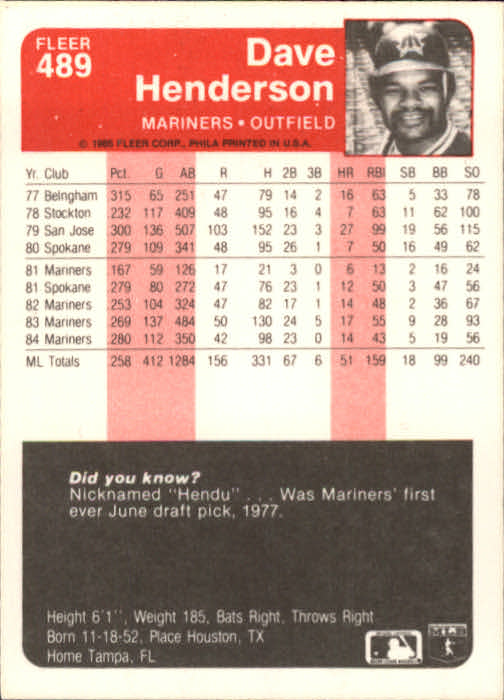 FLEER
489
Dave
Henderson
MARINERS • OUTFIELD
© 1985 FLEER CORP., PHILA PRINTED IN U.S.A.
Yr. Club Pct. G AB R H 2B 3B HR RBI SB BB SO
77 Belngham 315 65 251 47 79 14 2 16 63 5 33 78
78 Stockton 232 117 409 48 95 16 4 7 63 11 62 100
79 San Jose 300 136 507 103 152 23 3 27 99 19 56 115
80 Spokane 279 109 341 48 95 26 1 7 50 16 49 62
81 Mariners 167 59 126 17 21 3 0 6 13 2 16 24
81 Spokane 279 80 272 47 76 23 1 12 50 3 47 56
82 Mariners 253 104 324 47 82 17 1 14 48 2 36 67
83 Mariners 269 137 484 50 130 24 5 17 55 9 28 93
84 Mariners 280 112 350 42 98 23 0 14 43 5 19 56
ML Totals 258 412 1284 156 331 67 6 51 159 18 99 240
Did you know?
Nicknamed "Hendu" . . . Was Mariners' first
ever June draft pick, 1977.
Height 6'1", Weight 185, Bats Right, Throws Right
Born 11-18-52, Place Houston, TX
Home Tampa, FL